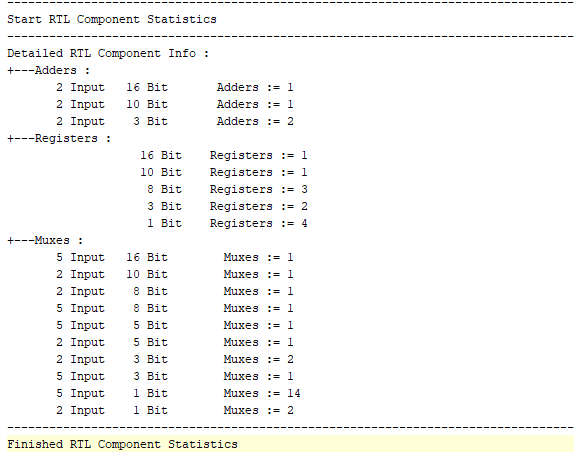 ---------------------------------------------------------------------------------
Start RTL Component Statistics
---------------------------------------------------------------------------------
Detailed RTL Component Info :
+---Adders :
       2 Input   16 Bit       Adders := 1
       2 Input   10 Bit       Adders := 1
       2 Input    3 Bit       Adders := 2
+---Registers :
                   16 Bit    Registers := 1
                   10 Bit    Registers := 1
                    8 Bit    Registers := 3
                    3 Bit    Registers := 2
                    1 Bit    Registers := 4
+---Muxes :
       5 Input   16 Bit        Muxes := 1
       2 Input   10 Bit        Muxes := 1
       2 Input    8 Bit        Muxes := 1
       5 Input    8 Bit        Muxes := 1
       5 Input    5 Bit        Muxes := 1
       2 Input    5 Bit        Muxes := 1
       2 Input    3 Bit        Muxes := 2
       5 Input    3 Bit        Muxes := 1
       5 Input    1 Bit        Muxes := 14
       2 Input    1 Bit        Muxes := 2
---------------------------------------------------------------------------------
Finished RTL Component Statistics